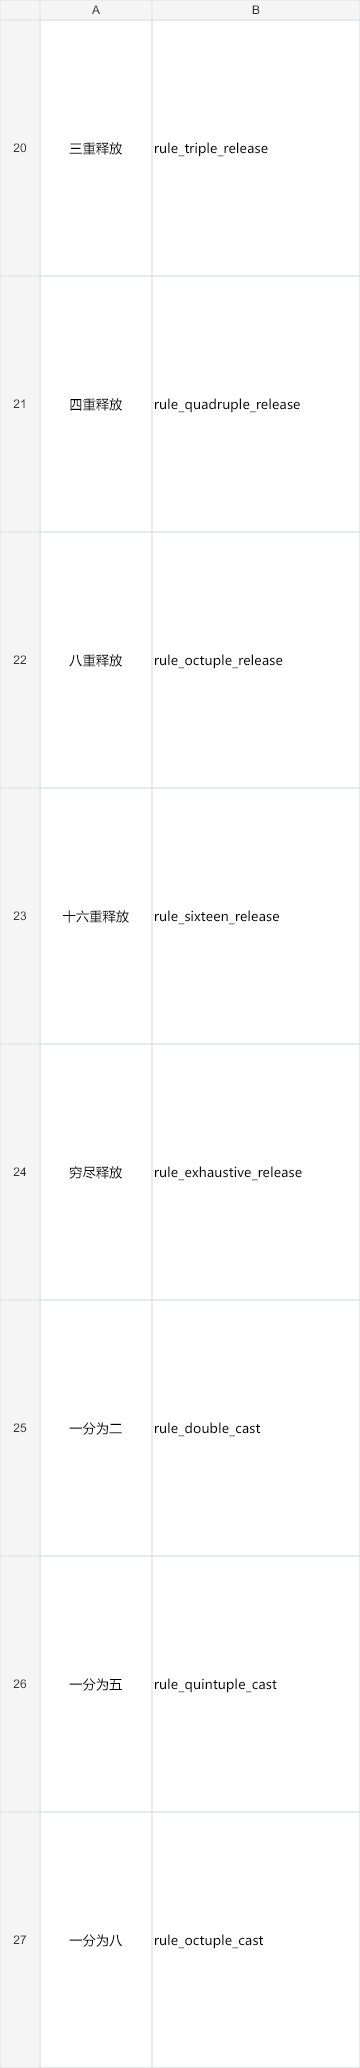 A B
20 三重释放 rule_triple_release
21 四重释放 rule_quadruple_release
22 八重释放 rule_octuple_release
23 十六重释放 rule_sixteen_release
24 穷尽释放 rule_exhaustive_release
25 一分为二 rule_double_cast
26 一分为五 rule_quintuple_cast
27 一分为八 rule_octuple_cast